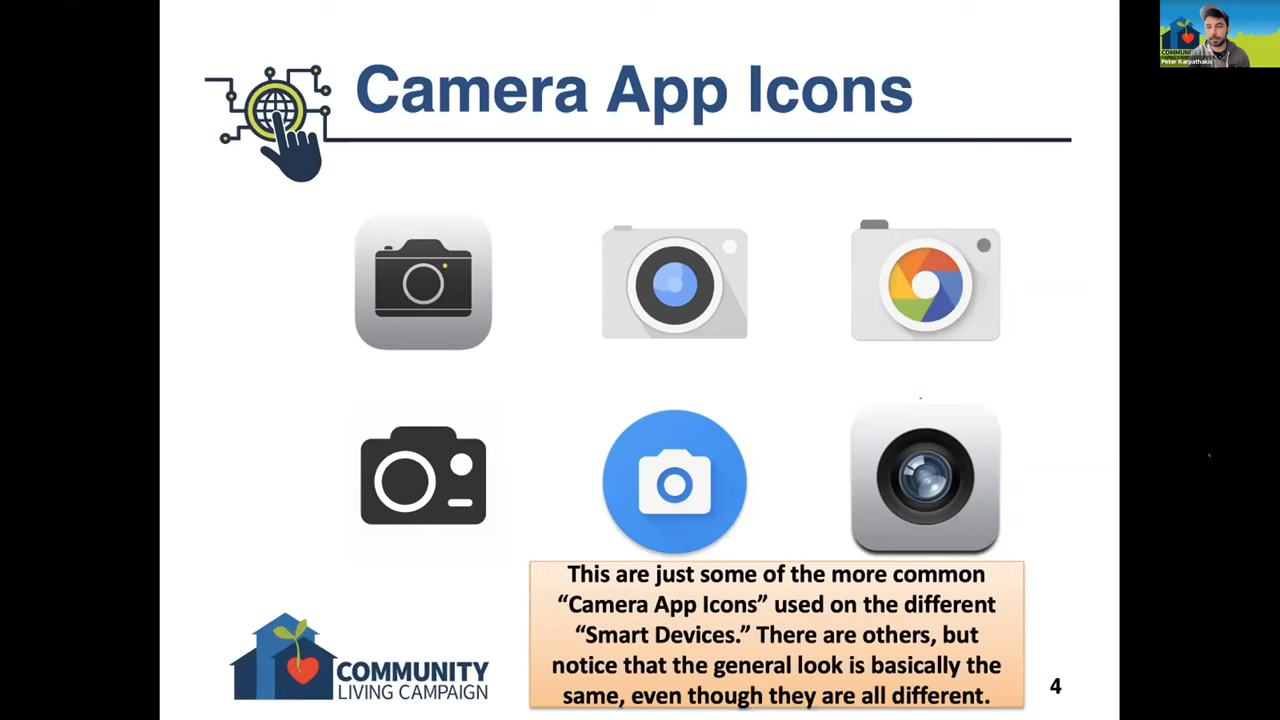 Camera App Icons
COMMUNITY
Peter Karpathakis
This are just some of the more common
“Camera App Icons” used on the different
“Smart Devices.” There are others, but
notice that the general look is basically the
same, even though they are all different.
COMMUNITY
LIVING CAMPAIGN
4